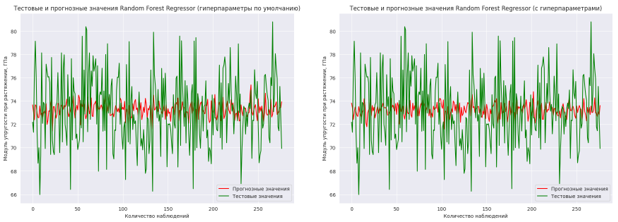 Тестовые и прогнозные значения Random Forest Regressor (гиперпараметры по умолчанию)
Модуль упругости при растяжении, ГПа
80
78
76
74
72
70
68
66
0
50
100
150
200
250
Количество наблюдений
Прогнозные значения
Тестовые значения
Тестовые и прогнозные значения Random Forest Regressor (с гиперпараметрами)
Модуль упругости при растяжении, ГПа
80
78
76
74
72
70
68
66
0
50
100
150
200
250
Количество наблюдений
Прогнозные значения
Тестовые значения